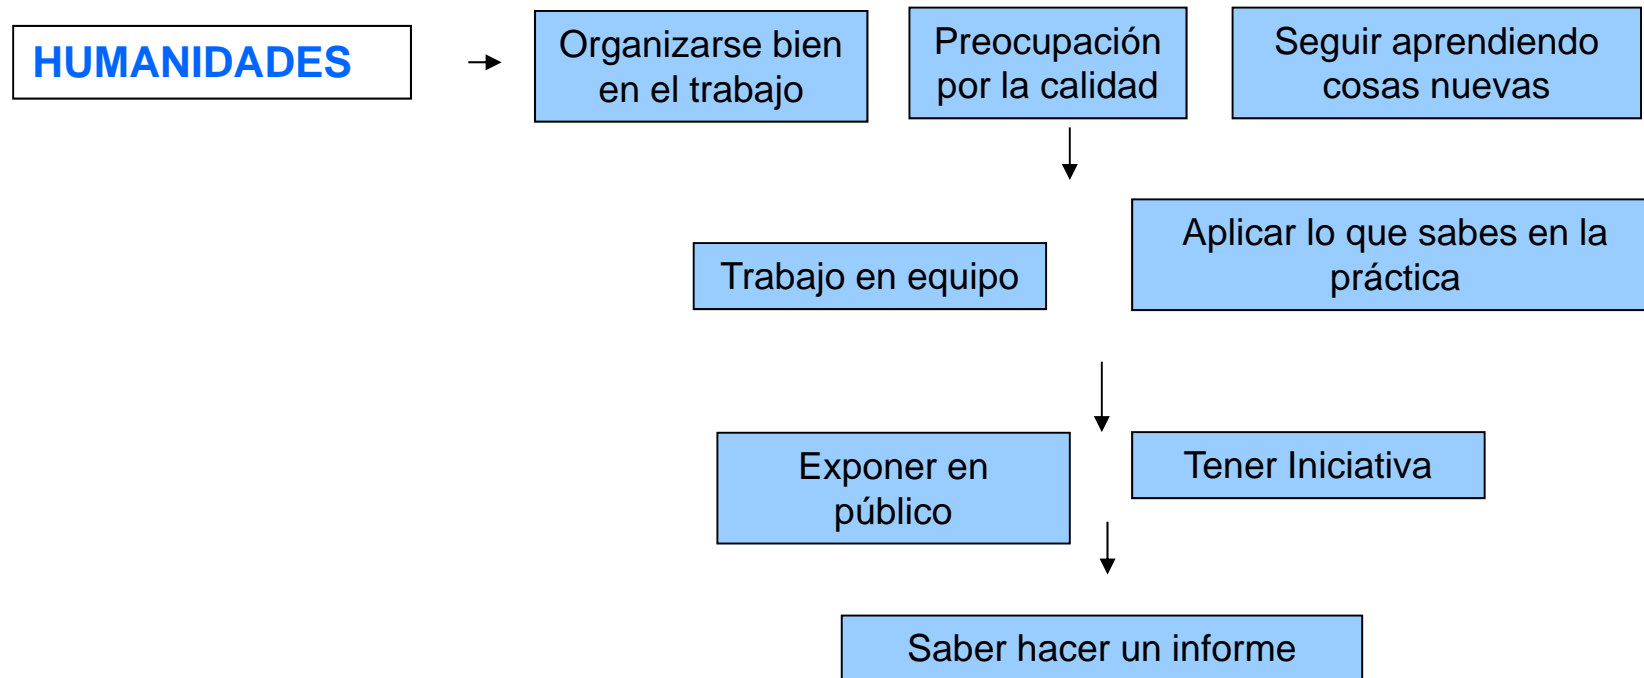 HUMANIDADES
Organizarse bien
en el trabajo
Preocupación
por la calidad
Seguir aprendiendo
cosas nuevas
Trabajo en equipo
Aplicar lo que sabes en la
práctica
Exponer en
público
Tener Iniciativa
Saber hacer un informe